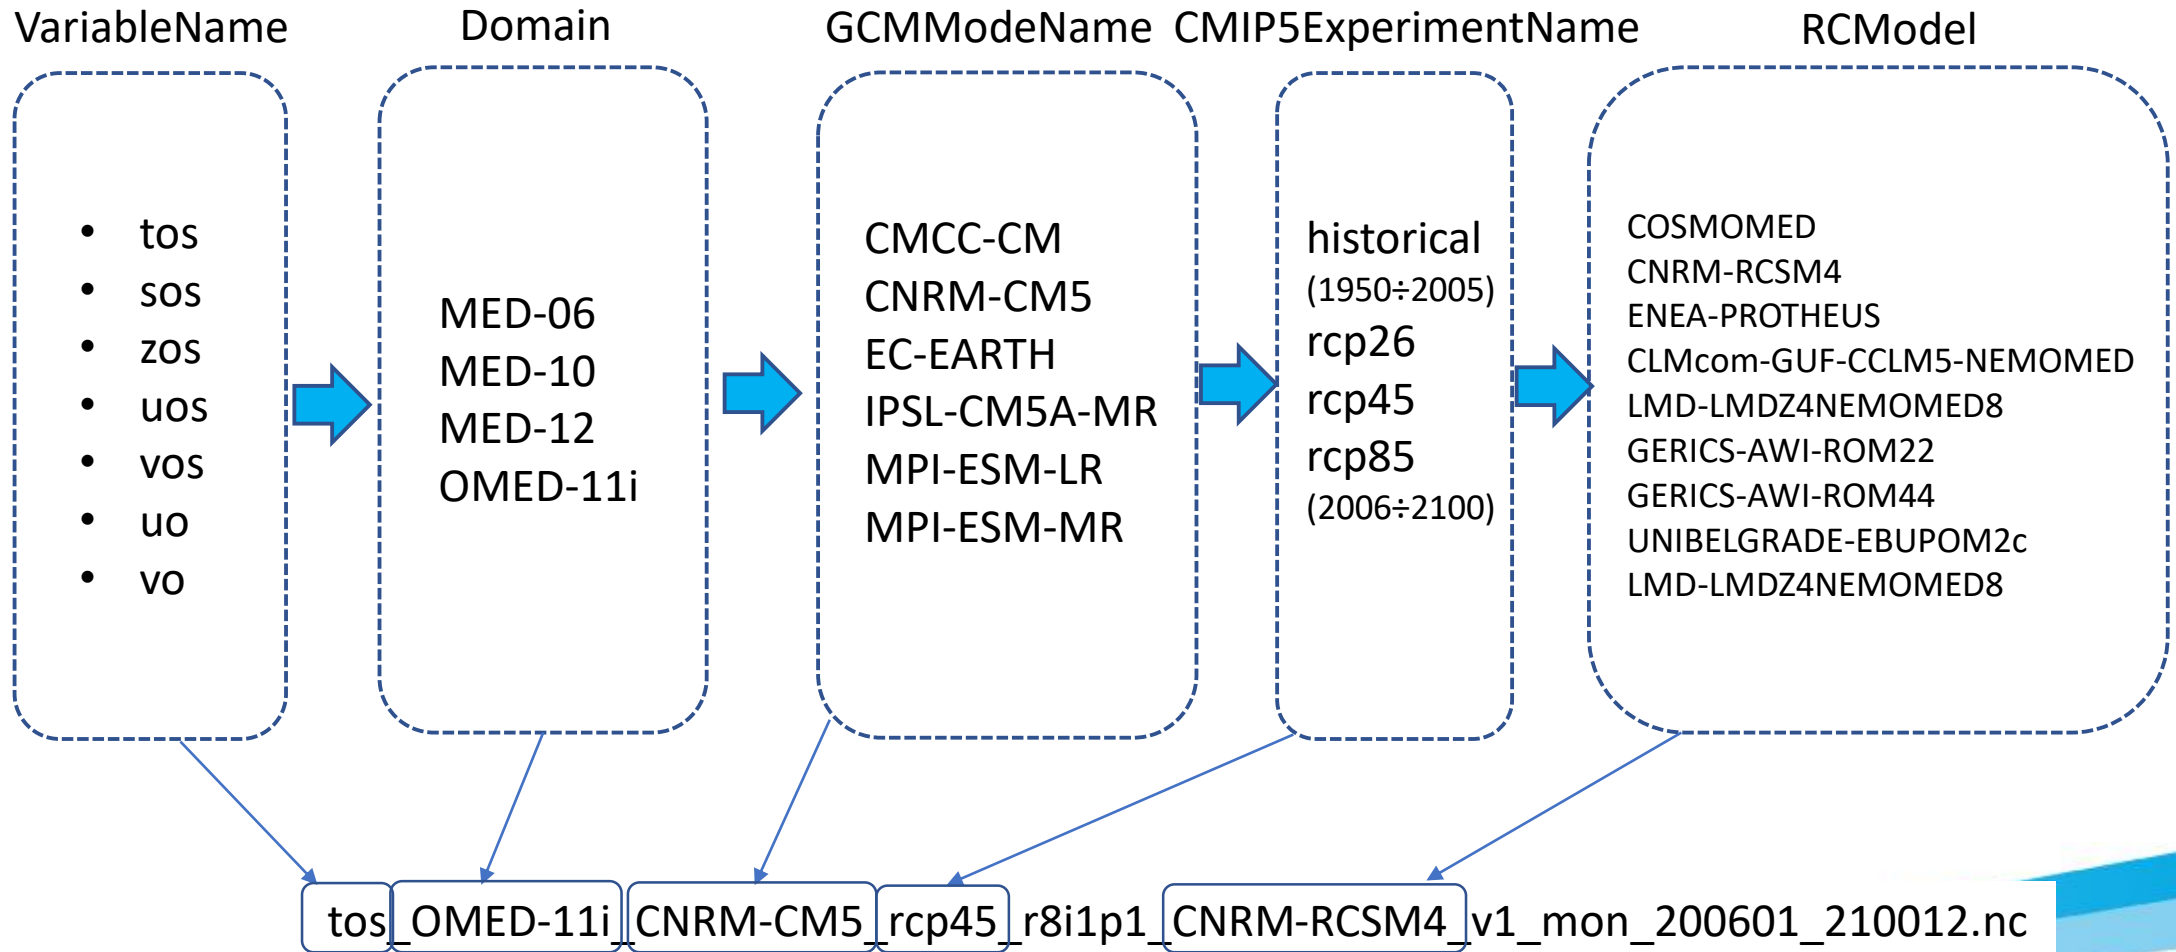 VariableName
Domain
GCMModeName
CMIP5ExperimentName
RCModel
• tos
• sos
• zos
• uos
• vos
• uo
• vo
MED-06
MED-10
MED-12
OMED-11i
CMCC-CM
CNRM-CM5
EC-EARTH
IPSL-CM5A-MR
MPI-ESM-LR
MPI-ESM-MR
historical
(1950÷2005)
rcp26
rcp45
rcp85
(2006÷2100)
COSMOMED
CNRM-RCSM4
ENEA-PROTHEUS
CLMcom-GUF-CCLM5-NEMOMED
LMD-LMDZ4NEMOMED8
GERICS-AWI-ROM22
GERICS-AWI-ROM44
UNIBELGRADE-EBUPOM2c
LMD-LMDZ4NEMOMED8
tos_OMED-11i_CNRM-CM5_rcp45_r8i1p1_CNRM-RCSM4_v1_mon_200601_210012.nc